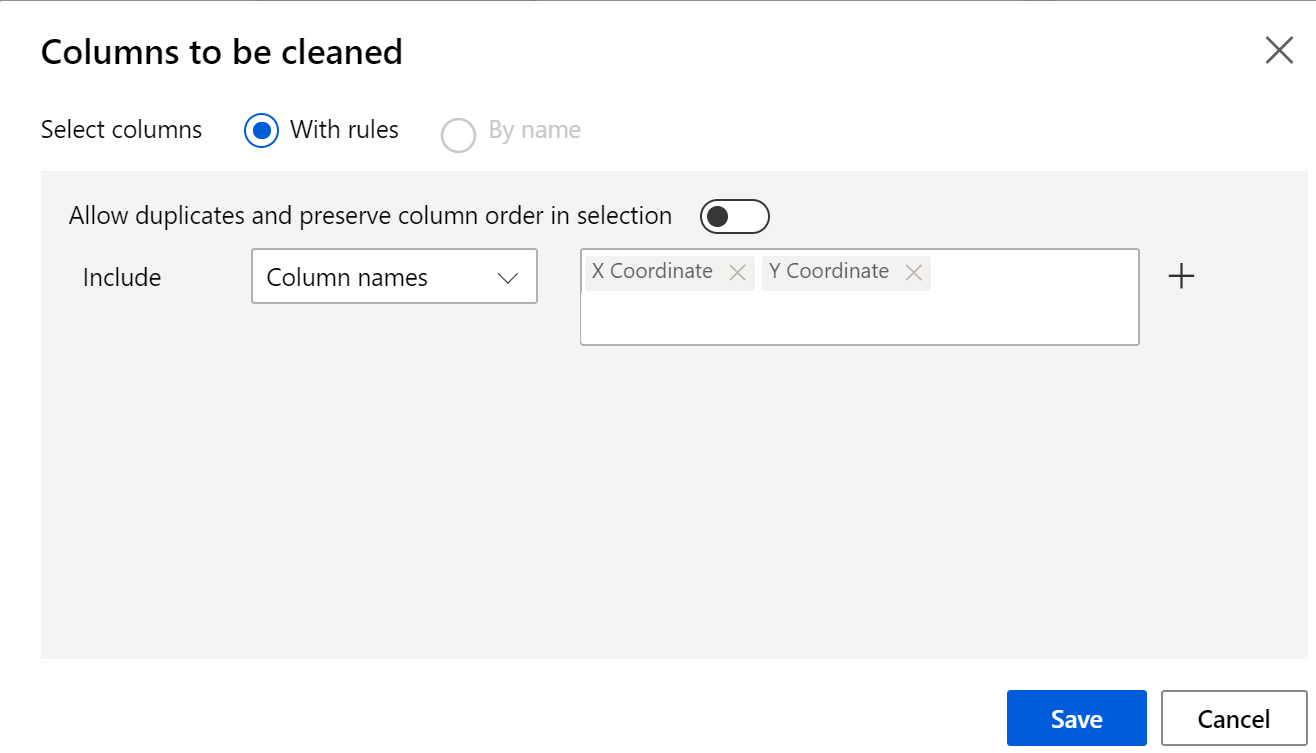 Columns to be cleaned
Select columns With rules By name
Allow duplicates and preserve column order in selection
Include Column names X Coordinate Y Coordinate
Save Cancel